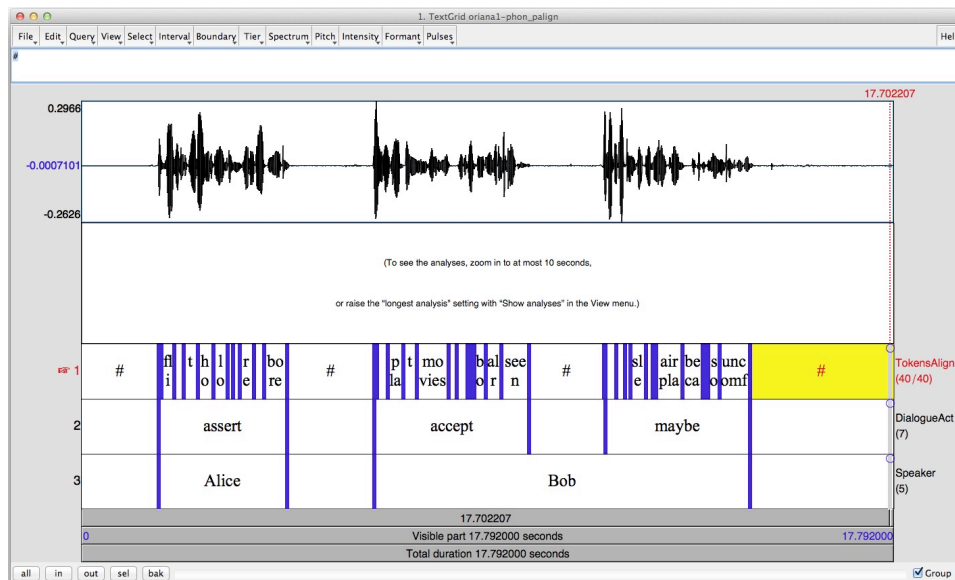 1. TextGrid oriana1-phon_palign
File Edit Query View Select Interval Boundary Tier Spectrum Pitch Intensity Formant Pulses Hel
#
17.702207
0.2966
-0.0007101
-0.2626
(To see the analyses, zoom in to at most 10 seconds,
or raise the "longest analysis" setting with "Show analyses" in the View menu.)
1 # fl t h l re bo # p t mo b al see # sl air be s unc # TokensAlign
i o o e re la vies o r n e pla ca o omf (40/40)
2 assert accept maybe DialogueAct
(7)
3 Alice Bob Speaker
(5)
17.702207
0 Visible part 17.792000 seconds 17.792000
Total duration 17.792000 seconds
all in out sel bak Group